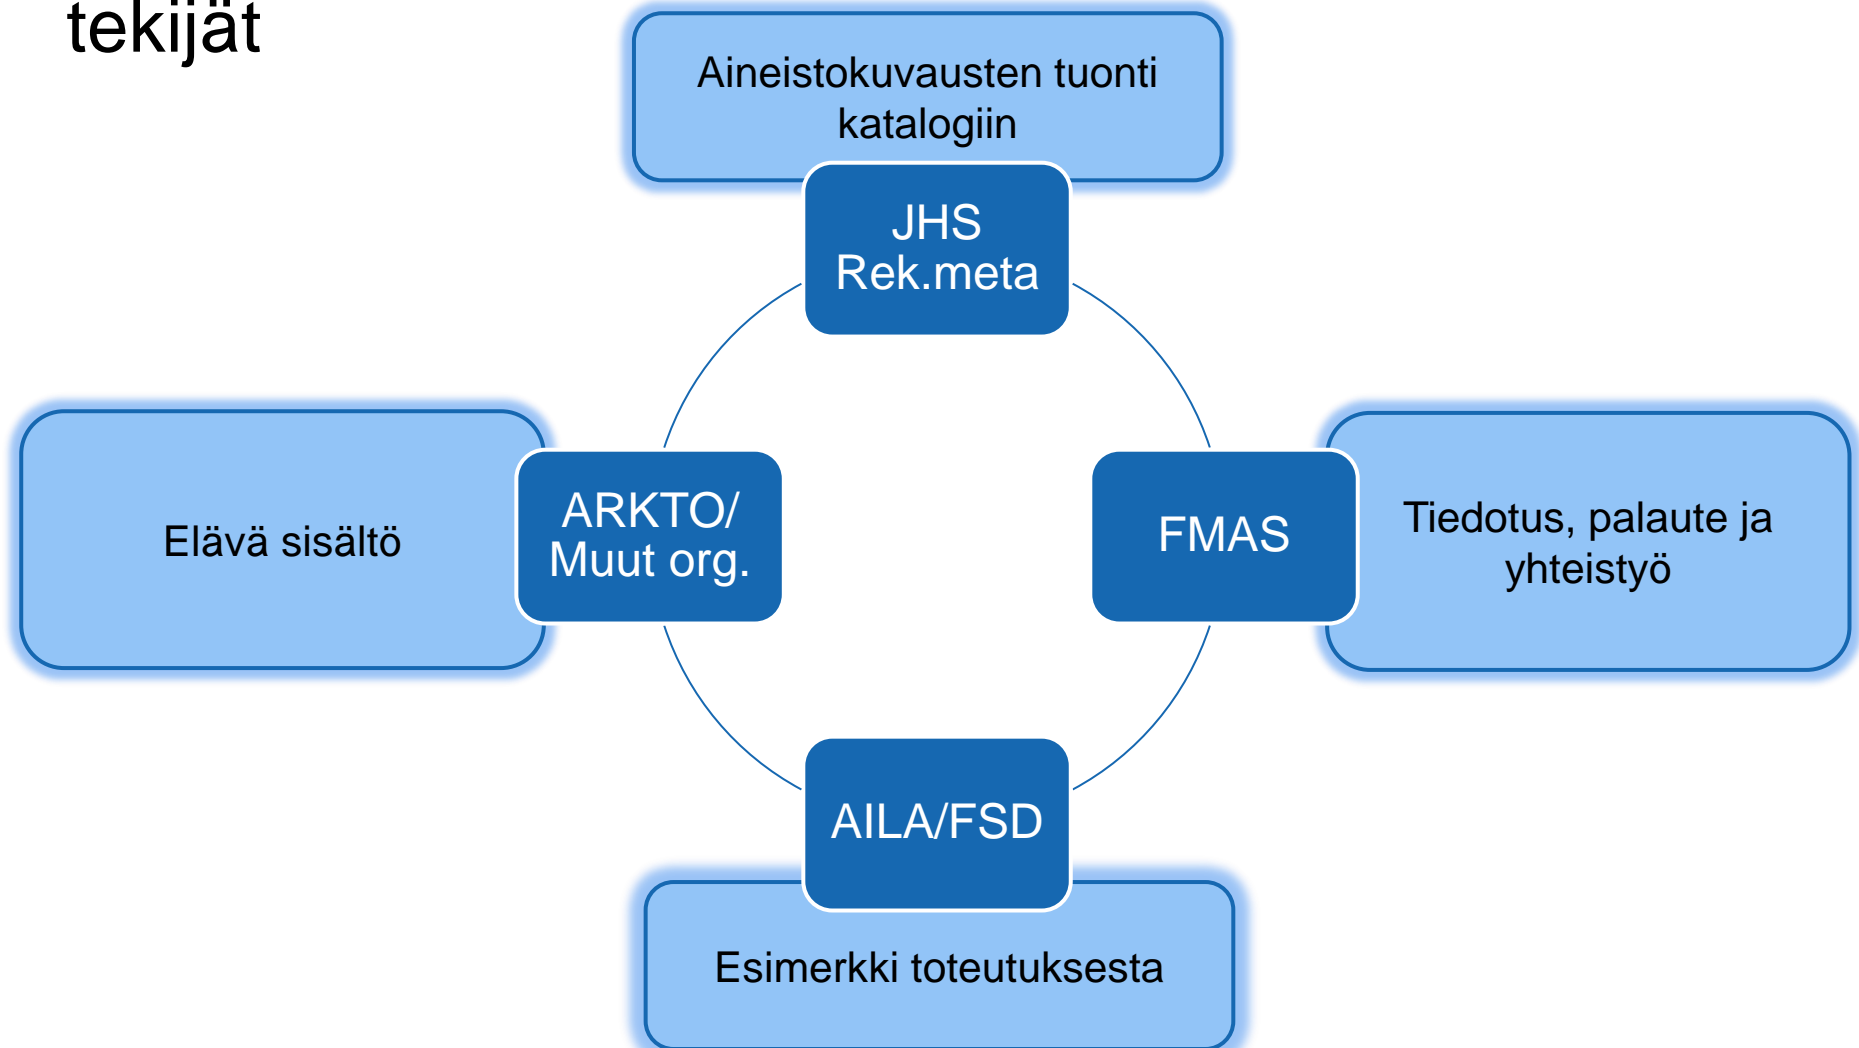 tekijät
Aineistokuvausten tuonti
katalogiin
JHS
Rek.meta
Elävä sisältö
ARKTO/
Muut org.
FMAS
Tiedotus, palaute ja
yhteistyö
AILA/FSD
Esimerkki toteutuksesta